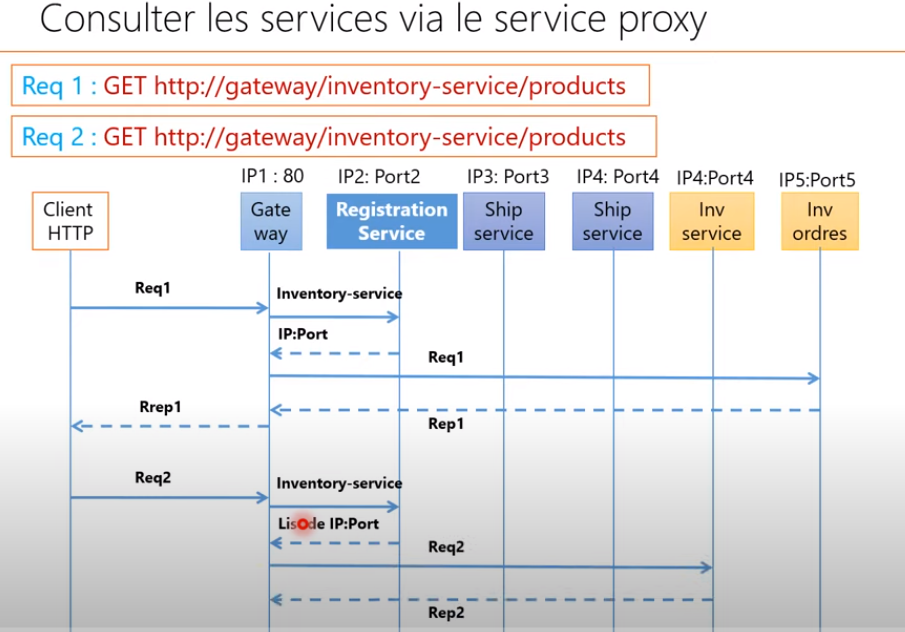 Consulter les services via le service proxy
Req 1 : GET http://gateway/inventory-service/products
Req 2 : GET http://gateway/inventory-service/products
IP1 : 80
IP2: Port2
IP3: Port3
IP4: Port4
IP4:Port4
IP5:Port5
Client
HTTP
Gate
way
Registration
Service
Ship
service
Ship
service
Inv
service
Inv
ordres
Req1
Inventory-service
IP:Port
Req1
Rrep1
Rep1
Req2
Inventory-service
IP:Port
Req2
Rep2